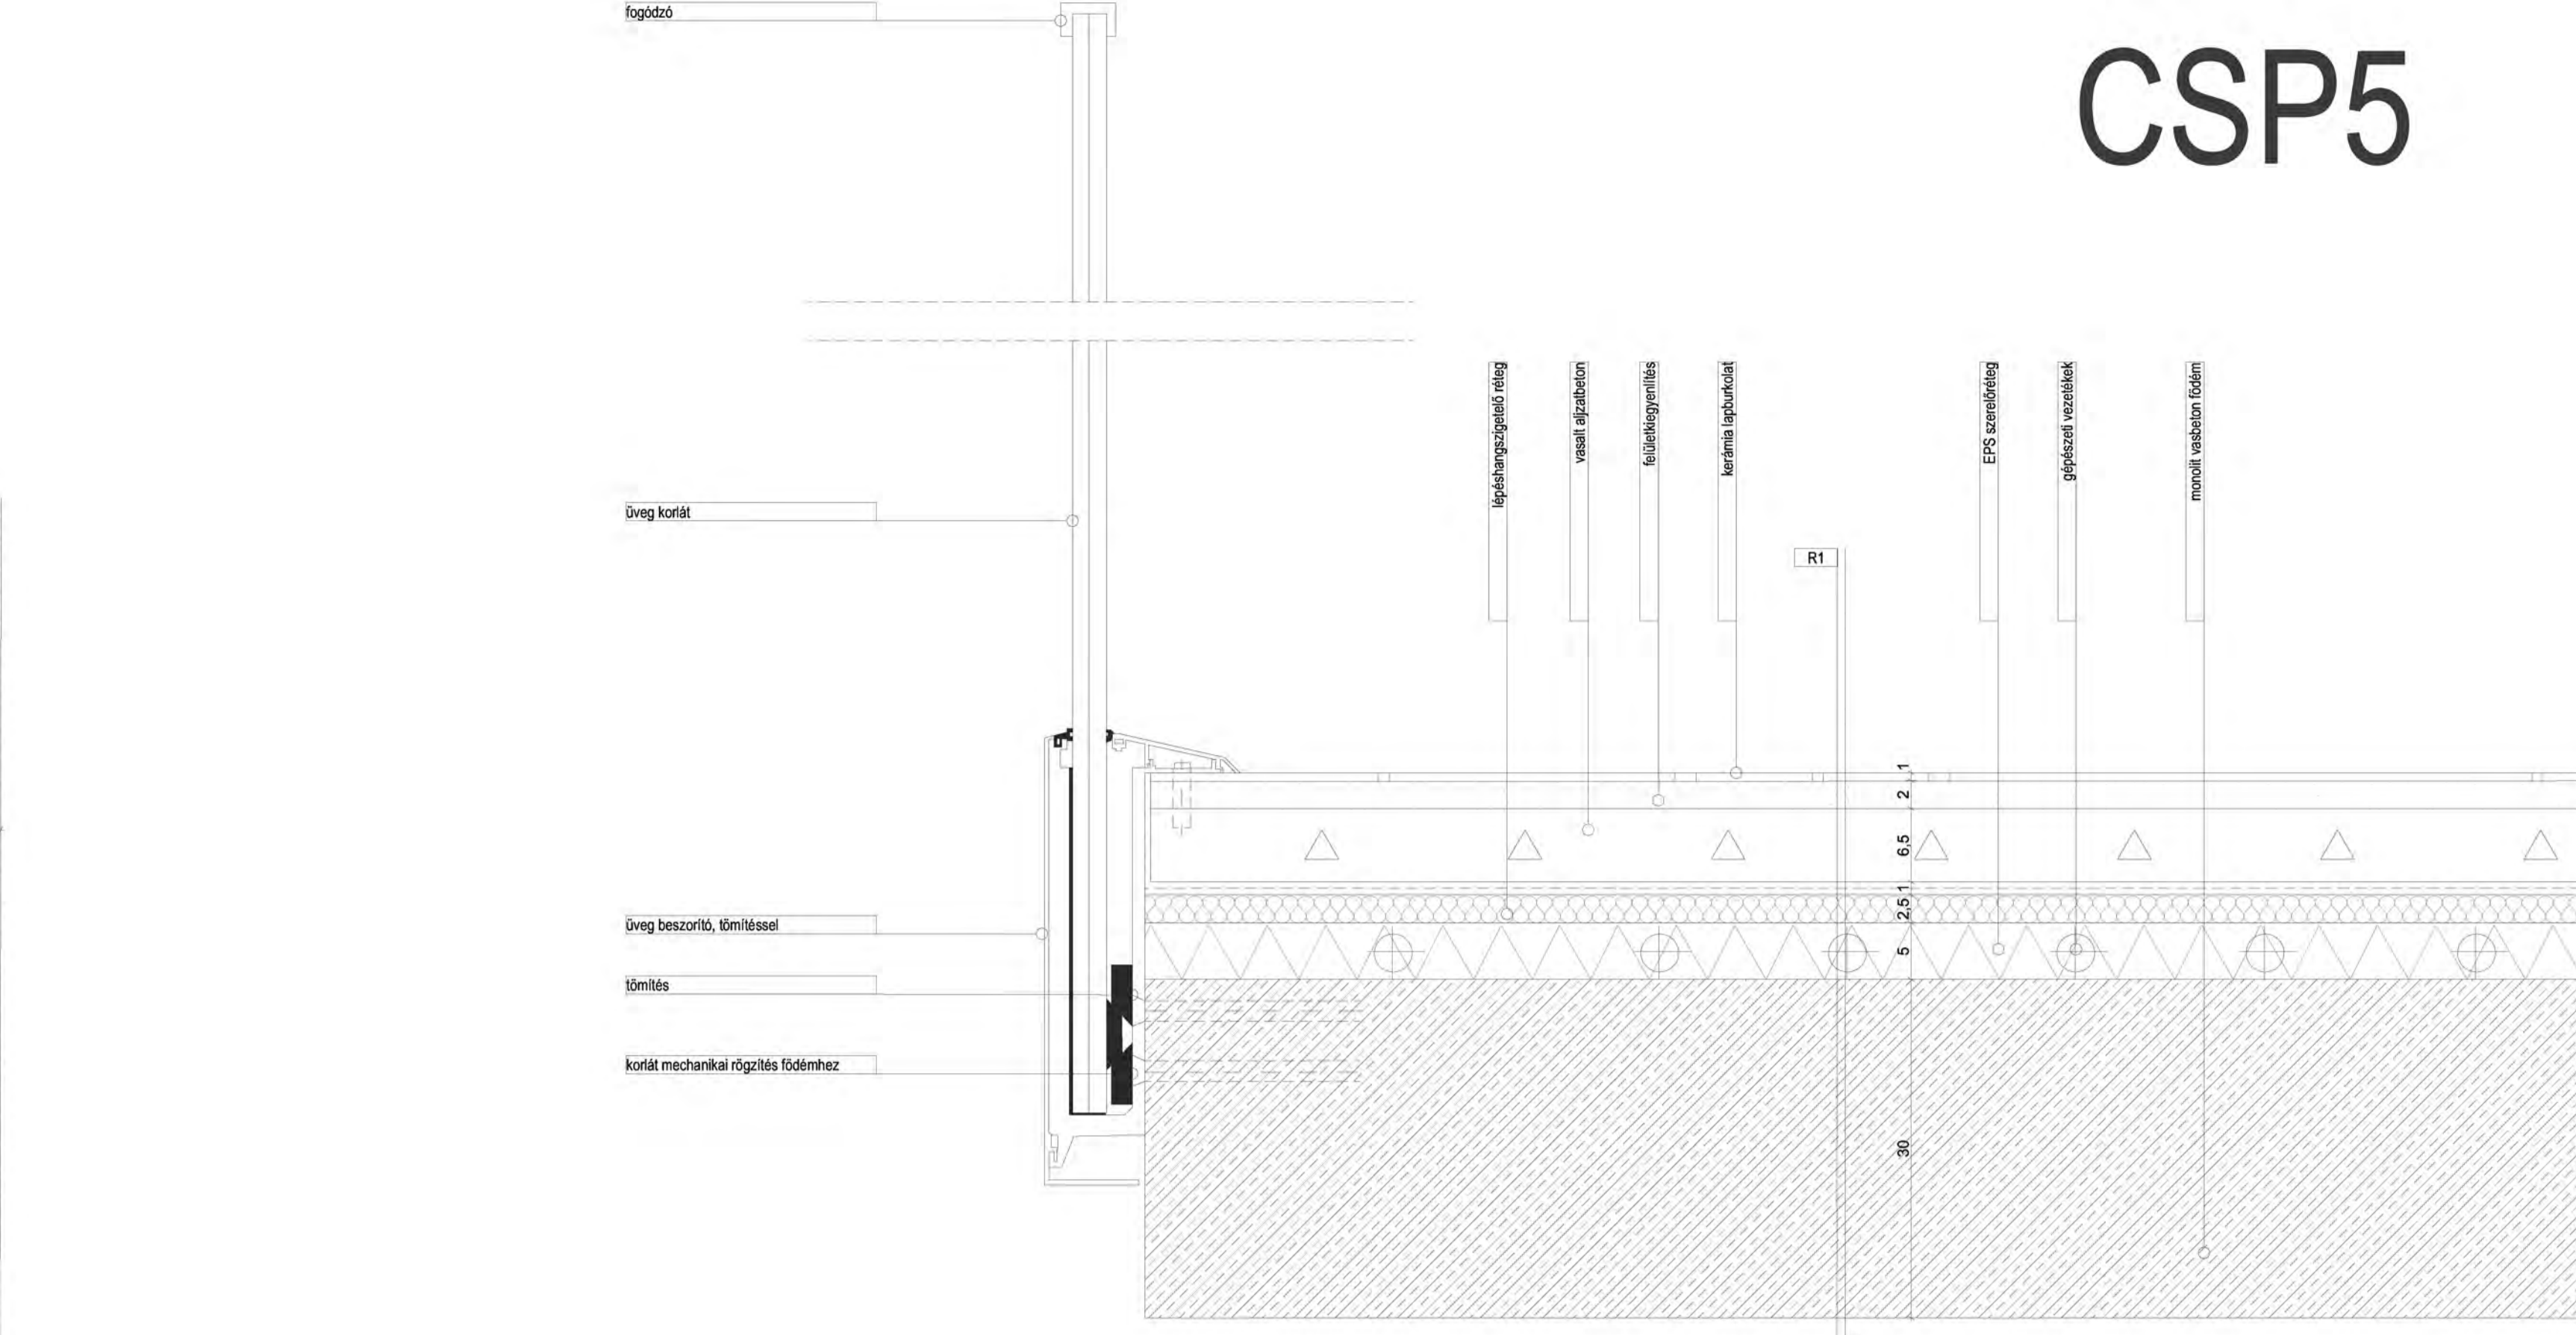 fogódzó
CSP5
üveg korlát
üveg beszorító, tömítéssel
tömítés
korlát mechanikai rögzítés födémhez
lépéshangszigetelő réteg
vasalt aljzatbeton
felületkiegyenlítés
kerámia lapburkolat
R1
EPS szerelőréteg
gépészeti vezetékek
monolit vasbeton födém
1
2
6,5
1
2,5
5
30